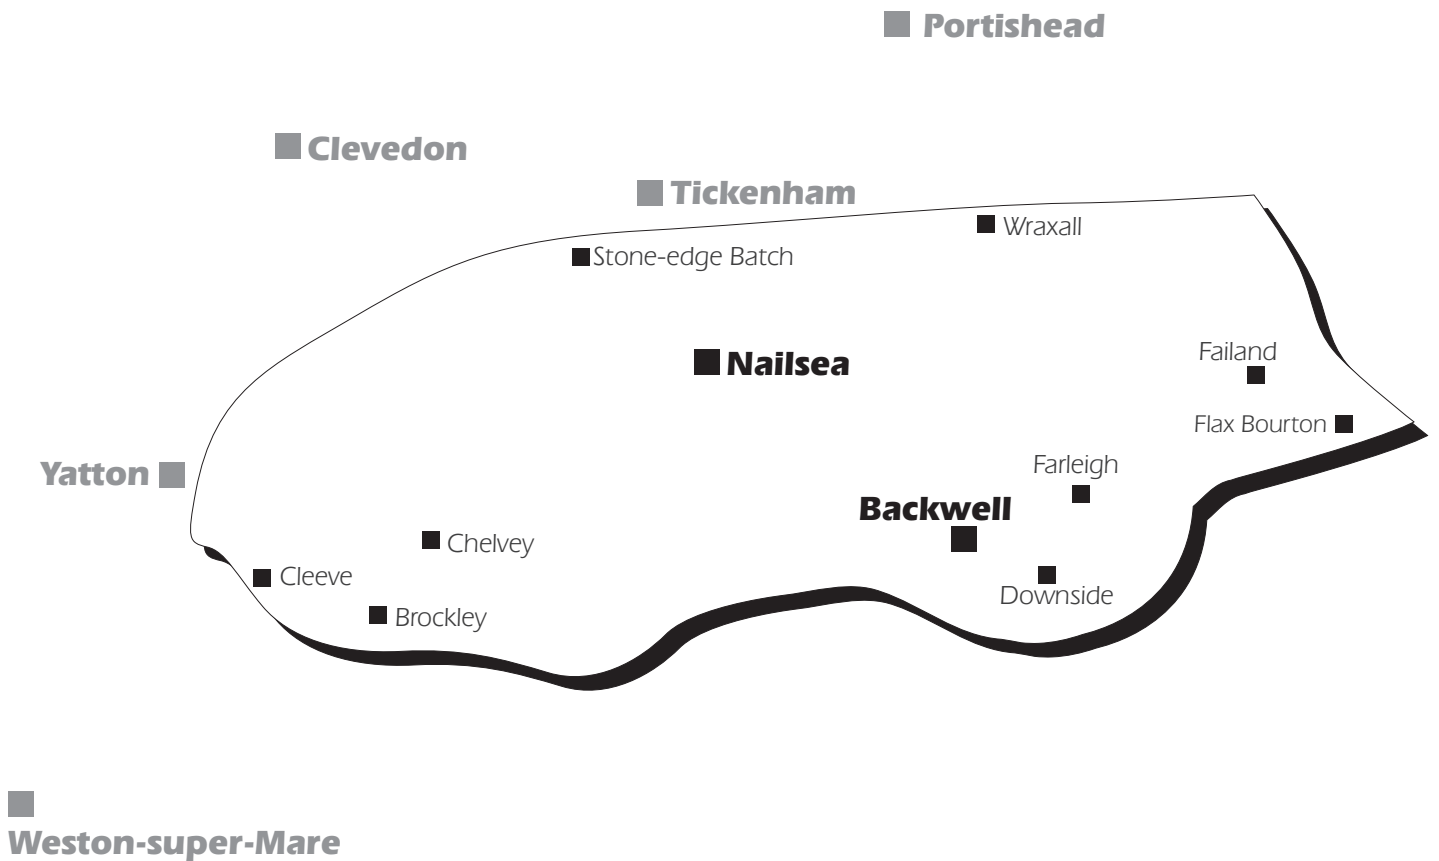 Portishead
Clevedon
Tickenham
Wraxall
Stone-edge Batch
Nailsea
Failand
Flax Bourton
Farleigh
Yatton
Backwell
Chelvey
Cleeve
Downside
Brockley
Weston-super-Mare